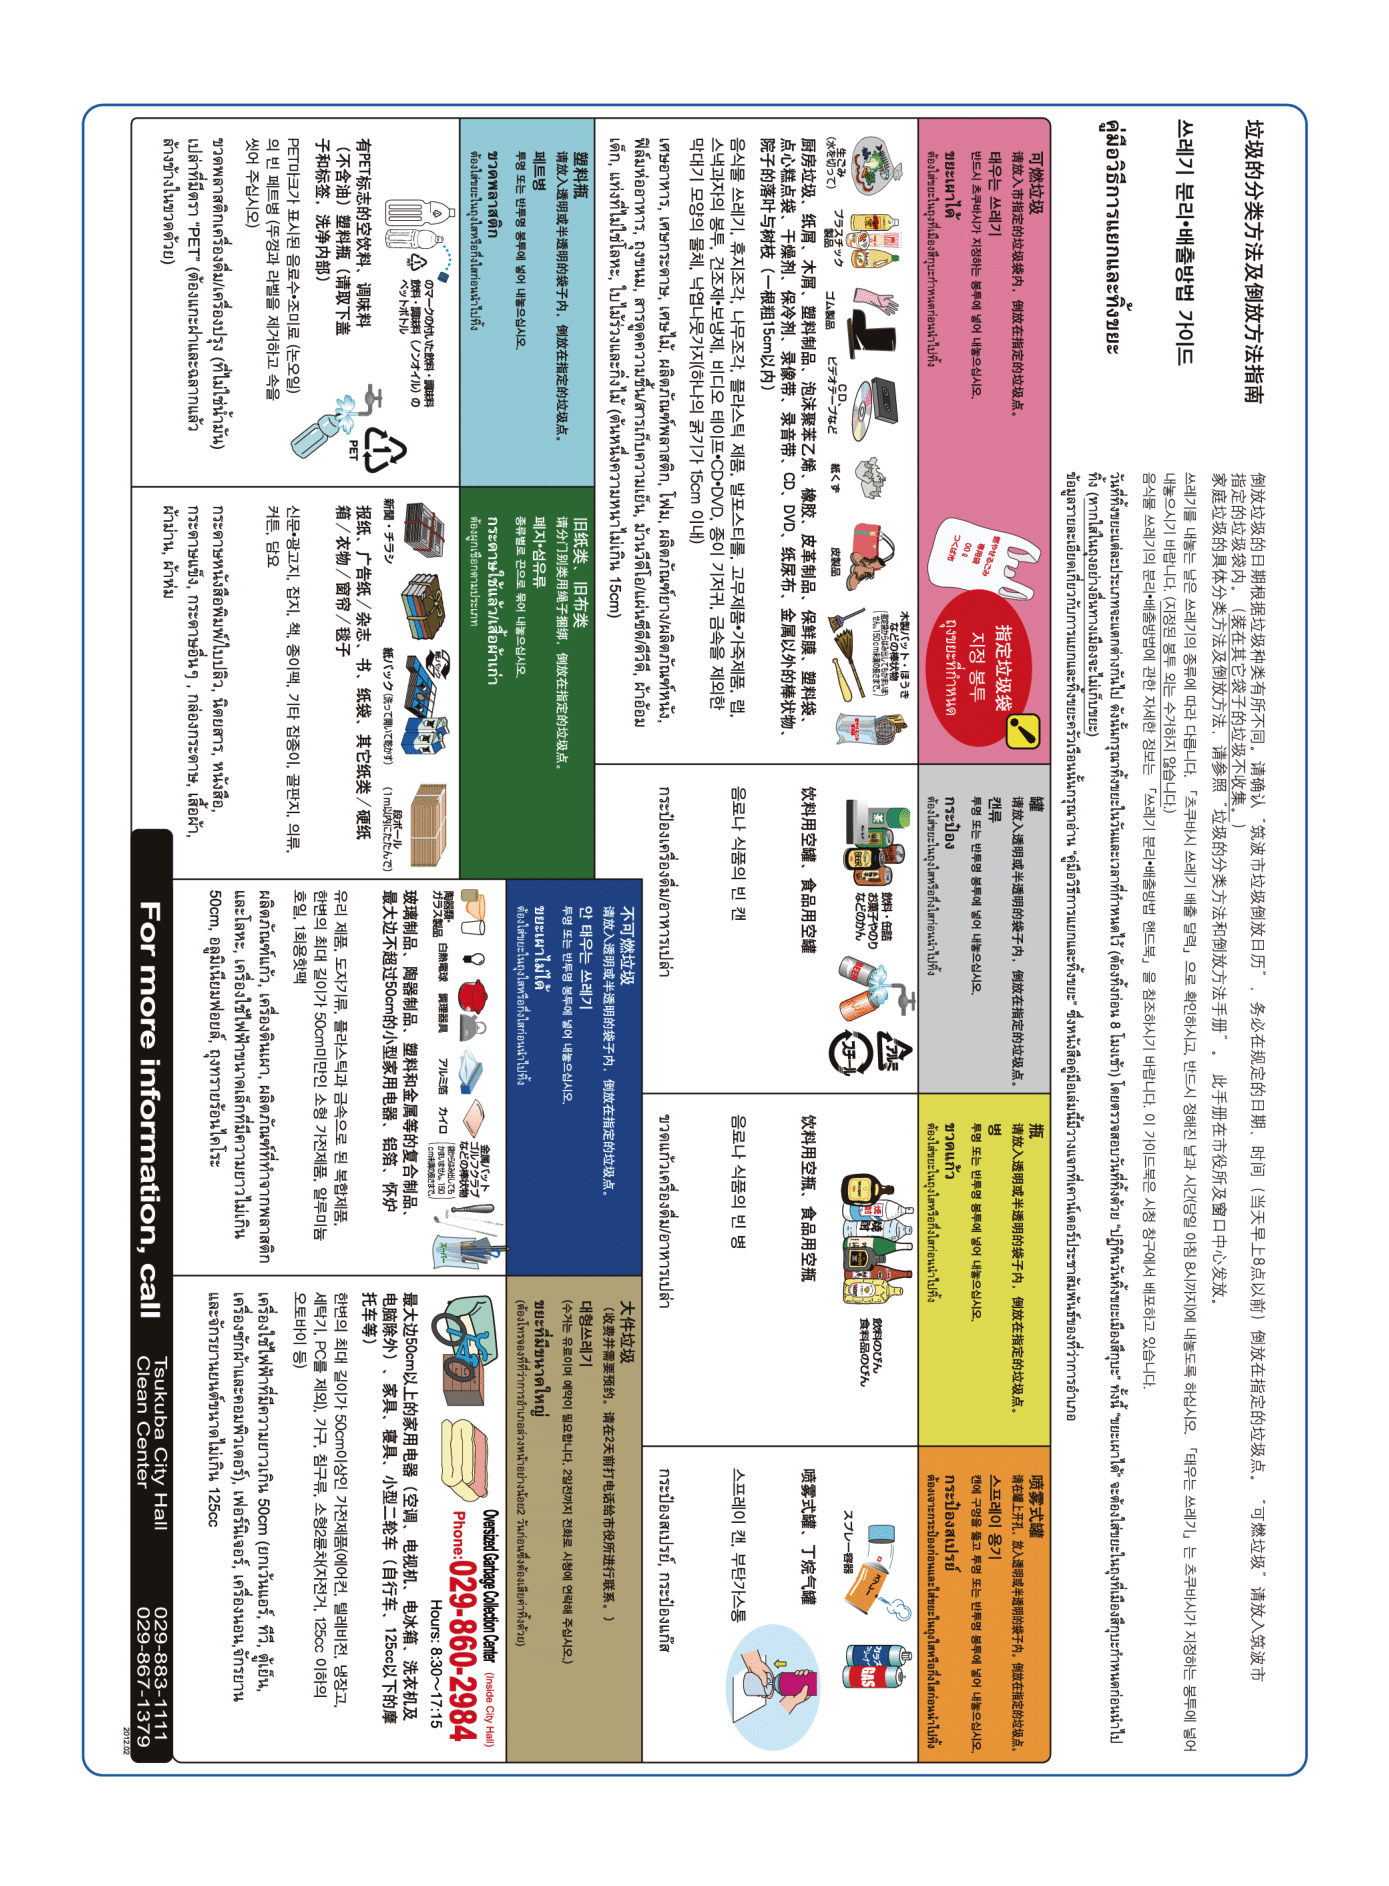 垃圾的分类方法及倒放方法指南
쓰레기 분리•배출방법 가이드
คู่มือวิธีการแยกและทิ้งขยะ
倒放垃圾的日期根据垃圾种类有所不同。请确认“筑波市垃圾倒放日历”，务必在规定的日期、时间（当天早上8点以前）倒放在指定的垃圾点。“可燃垃圾”请放入筑波市
指定的垃圾袋内。（装在其它袋子的垃圾不收集。）
家庭垃圾的具体分类方法及倒放方法，请参照“垃圾的分类方法和倒放方法手册”。 此手册在市役所及窗口中心发放。
쓰레기를 내놓는 날은 쓰레기의 종류에 따라 다릅니다. 「츠쿠바시 쓰레기 배출 달력」으로 확인하시고, 반드시 정해진 날과 시간(당일 아침 8시까지)에 내놓도록 하십시오. 「태우는 쓰레기」는 츠쿠바시가 지정하는 봉투에 넣어
내놓으시기 바랍니다. (지정된 봉투 외는 수거하지 않습니다.)
음식물 쓰레기의 분리•배출방법에 관한 자세한 정보는 「쓰레기 분리•배출방법 핸드북」을 참조하시기 바랍니다. 이 가이드북은 시청 창구에서 배포하고 있습니다.
วันที่ทิ้งขยะแต่ละประเภทจะแตกต่างกันไป ดังนั้นกรุณาทิ้งขยะในวันและเวลาที่กำหนดไว้ (ต้องทิ้งก่อน 8 โมงเช้า) โดยตรวจสอบวันที่ทิ้งด้วย “ปฏิทินวันทิ้งขยะเมืองสึกุบะ” ทั้งนี้ “ขยะเผาได้” จะต้องใส่ขยะในถุงที่เมืองสึกุบะกำหนดก่อนนำไป
ทิ้ง (หากใส่ในถุงอย่างอื่นทางเมืองจะไม่เก็บขยะ)
ข้อมูลรายละเอียดเกี่ยวกับการแยกและทิ้งขยะครัวเรือนนั้นกรุณาอ่าน “คู่มือวิธีการแยกและทิ้งขยะ” ซึ่งหนังสือคู่มือเล่มนี้มีวางแจกที่เคาน์เตอร์ประชาสัมพันธ์ของที่ว่าการอำเภอ
可燃垃圾
请放入市指定的垃圾袋内，倒放在指定的垃圾点。
태우는 쓰레기
반드시 츠쿠바시가 지정하는 봉투에 넣어 내놓으십시오.
ขยะเผาได้
ต้องใส่ขยะในถุงที่เมืองสึกุบะกำหนดก่อนนำไปทิ้ง
燃やせるごみ
専用袋
つくば市
指定垃圾袋
지정 봉투
ถุงขยะที่กำหนด
生ごみ
(水を切って)
プラスチック
製品
ゴム製品
CD、
ビデオテープなど
紙くず
皮製品
木製バット・ほうき
などの棒状物
厨房垃圾、纸屑、木屑、塑料制品、泡沫聚苯乙烯、橡胶、皮革制品、保鲜膜、塑料袋、
点心糕点袋、干燥剂、保冷剂、录像带、录音带、CD、DVD、纸尿布、金属以外的棒状物、
院子的落叶与树枝（一根粗15cm以内）
음식물 쓰레기, 휴지조각, 나무조각, 플라스틱 제품, 발포스티롤, 고무제품•가죽제품, 랩,
스낵과자의 봉투, 건조제•보냉제, 비디오 테이프•CD•DVD, 종이 기저귀, 금속을 제외한
막대기 모양의 물체, 낙엽나뭇가지(하나의 굵기가 15cm 이내)
เศษอาหาร, เศษกระดาษ, เศษไม้, ผลิตภัณฑ์พลาสติก, โฟม, ผลิตภัณฑ์ยาง/ผลิตภัณฑ์หนัง,
ฟิล์มห่ออาหาร, ถุงขนม, สารดูดความชื้น/สารเก็บความเย็น, ม้วนวีดีโอ/แผ่นซีดี/ดีวีดี, ผ้าอ้อม
เด็ก, แท่งที่ไม่ใช่โลหะ, ใบไม้ร่วงและกิ่งไม้ (ต้นหนึ่งความหนาไม่เกิน 15cm)
罐
请放入透明或半透明的袋子内，倒放在指定的垃圾点。
캔류
투명 또는 반투명 봉투에 넣어 내놓으십시오.
กระป๋อง
ต้องใส่ขยะในถุงใสหรือกึ่งใสก่อนนำไปทิ้ง
飲料・缶詰
お菓子やのり
などのかん
アルミ
スチール
饮料用空罐、食品用空罐
음료나 식품의 빈 캔
กระป๋องเครื่องดื่ม/อาหารเปล่า
瓶
请放入透明或半透明的袋子内，倒放在指定的垃圾点。
병
투명 또는 반투명 봉투에 넣어 내놓으십시오.
ขวดแก้ว
ต้องใส่ขยะในถุงใสหรือกึ่งใสก่อนนำไปทิ้ง
飲料のびん
食料品のびん
饮料用空瓶、食品用空瓶
음료나 식품의 빈 병
ขวดแก้วเครื่องดื่ม/อาหารเปล่า
喷雾式罐
请在罐上开孔，放入透明或半透明的袋子内，倒放在指定的垃圾点。
스프레이 용기
캔에 구멍을 뚫고 투명 또는 반투명 봉투에 넣어 내놓으십시오.
กระป๋องสเปรย์
ต้องเจาะกระป๋องก่อนและใส่ขยะในถุงใสหรือกึ่งใสก่อนนำไปทิ้ง
スプレー容器
GAS
喷雾式罐、丁烷气罐
스프레이 캔, 부탄가스통
กระป๋องสเปรย์, กระป๋องแก๊ส
塑料瓶
请放入透明或半透明的袋子内，倒放在指定的垃圾点。
페트병
투명 또는 반투명 봉투에 넣어 내놓으십시오.
ขวดพลาสติก
ต้องใส่ขยะในถุงใสหรือกึ่งใสก่อนนำไปทิ้ง
のマークの付いた飲料・調味料
飲料・調味料（ノンオイル）の
ペットボトル
1
PET
有PET标志的空饮料、调味料
（不含油）塑料瓶（请取下盖
子和标签，洗净内部）
PET마크가 표시된 음료수•조미료 (논오일)
의 빈 페트병 (뚜껑과 라벨을 제거하고 속을
씻어 주십시오)
ขวดพลาสติกเครื่องดื่ม/เครื่องปรุง (ที่ไม่ใช่น้ำมัน)
เปล่าที่มีตรา “PET” (ต้องแกะฝาและฉลากแล้ว
ล้างข้างในขวดด้วย)
旧纸类、旧布类
请分门别类用绳子捆绑，倒放在指定的垃圾点。
폐지•섬유류
종류별로 끈으로 묶어 내놓으십시오.
กระดาษใช้แล้ว/เสื้อผ้าเก่า
ต้องผูกเชือกตามประเภท
新聞・チラシ
紙パック (洗って開いて乾かす)
段ボール
(1m以内にたたんで)
报纸、广告纸／杂志、书、纸袋、其它纸类／硬纸
箱／衣物／窗帘／毯子
신문•광고지, 잡지, 책, 종이팩, 기타 잡종이, 골판지, 의류,
커튼, 담요
กระดาษหนังสือพิมพ์/ใบปลิว, นิตยสาร, หนังสือ,
กระดาษแข็ง, กระดาษอื่นๆ , กล่องกระดาษ, เสื้อผ้า,
ผ้าม่าน, ผ้าห่ม
不可燃垃圾
请放入透明或半透明的袋子内，倒放在指定的垃圾点。
안 태우는 쓰레기
투명 또는 반투명 봉투에 넣어 내놓으십시오.
ขยะเผาไม่ได้
ต้องใส่ขยะในถุงใสหรือกึ่งใสก่อนนำไปทิ้ง
陶器類・
ガラス製品
白熱電球
調理器具
アルミ箔
カイロ
金属バット
ゴルフクラブ
などの棒状物
玻璃制品、陶器制品、塑料和金属等的复合制品、
最大边不超过50cm的小型家用电器、铝箔、怀炉
유리 제품, 도자기류, 플라스틱과 금속으로 된 복합제품,
한변의 최대 길이가 50cm미만인 소형 가전제품, 알루미늄
호일, 1회용핫팩
ผลิตภัณฑ์แก้ว, เครื่องดินเผา, ผลิตภัณฑ์ที่ทำจากพลาสติก
และโลหะ, เครื่องใช้ไฟฟ้าขนาดเล็กที่มีความยาวไม่เกิน
50cm, อลูมิเนียมฟอยล์, ถุงทรายร้อนไคโระ
大件垃圾
（收费并需要预约。请在2天前打电话给市役所进行联系。）
대형쓰레기
(수거는 유료이며 예약이 필요합니다. 2일전까지 전화로 시청에 연락해 주십시오.)
ขยะที่มีขนาดใหญ่
(ต้องโทรจองที่ที่ว่าการอำเภอล่วงหน้าอย่างน้อย2 วันก่อนซึ่งต้องเสียค่าทิ้งด้วย)
Oversized Garbage Collection Center (Inside City Hall)
Phone:029-860-2984
Hours: 8:30～17:15
最大边50cm以上的家用电器（空调、电视机、电冰箱、洗衣机及
电脑除外）、家具、寝具、小型二轮车（自行车、125cc以下的摩
托车等）
한변의 최대 길이가 50cm이상인 가전제품(에어컨, 텔레비전, 냉장고,
세탁기, PC를 제외), 가구, 침구류, 소형2륜차(자전거, 125cc 이하의
오토바이 등)
เครื่องใช้ไฟฟ้าที่มีความยาวเกิน 50cm (ยกเว้นแอร์, ทีวี, ตู้เย็น,
เครื่องซักผ้าและคอมพิวเตอร์), เฟอร์นิเจอร์, เครื่องนอน,จักรยาน
และจักรยานยนต์ขนาดไม่เกิน 125cc
For more information, call
Tsukuba City Hall 029-883-1111
Clean Center 029-867-1379
2012.02